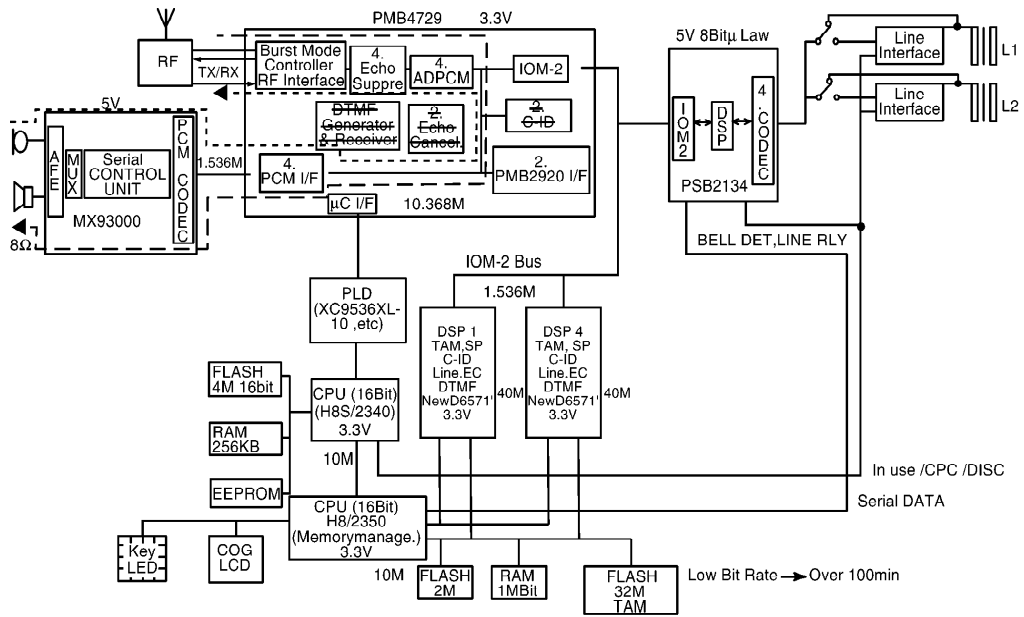 PMB4729 3.3V
RF
TX/RX
Burst Mode
Controller
RF Interface
4.
Echo
Suppre
4.
ADPCM
IOM-2
DTMF
Generator
& Receiver
2.
Echo
Cancel.
2.
C-ID
4.
PCM I/F
2.
PMB2920 I/F
μC I/F
10.368M
5V
AFE
MUX
Serial
CONTROL
UNIT
PCM CODEC
MX93000
8Ω
1.536M
5V 8Bitμ Law
IOM2
DSP
4. CODEC
PSB2134
Line
Interface
L1
Line
Interface
L2
BELL DET,LINE RLY
IOM-2 Bus
1.536M
PLD
(XC9536XL-
10 ,etc)
DSP 1
TAM,SP
C-ID
Line.EC
DTMF
NewD6571'
3.3V
40M
DSP 4
TAM, SP
C-ID
Line.EC
DTMF
NewD6571'
3.3V
40M
FLASH
4M 16bit
RAM
256KB
EEPROM
CPU (16Bit)
(H8S/2340)
3.3V
10M
CPU (16Bit)
H8/2350
(Memorymanage.)
3.3V
In use /CPC /DISC
Serial DATA
Key
LED
COG
LCD
10M
FLASH
2M
RAM
1MBit
FLASH
32M
TAM
Low Bit Rate → Over 100min